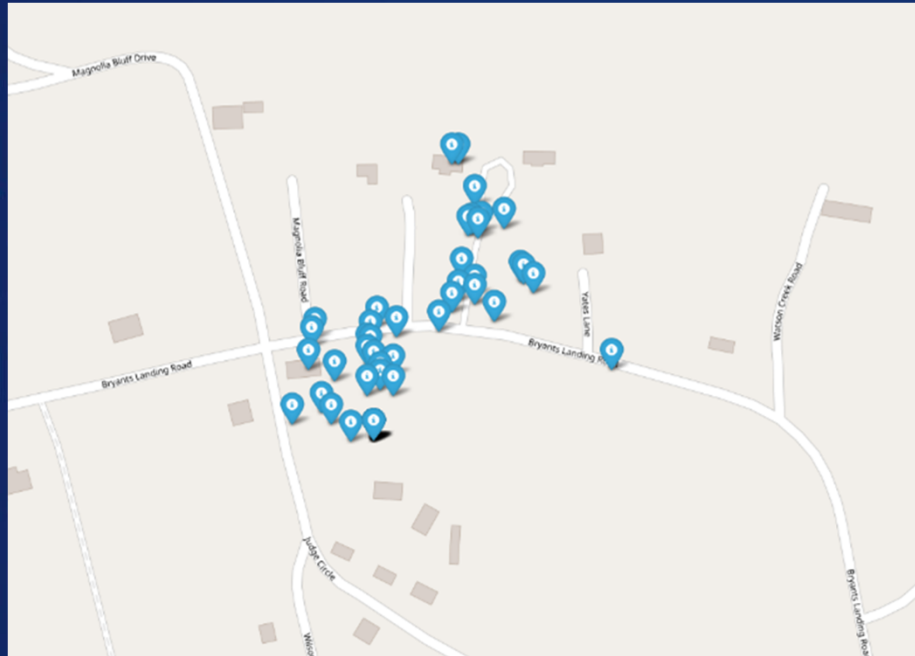 Magnolia Bluff Drive
Magnolia Bluff Road
Watson Creek Road
Yates Lane
Bryants Landing
Bryants Landing Road
Judge Circle
Bryants Landing Road